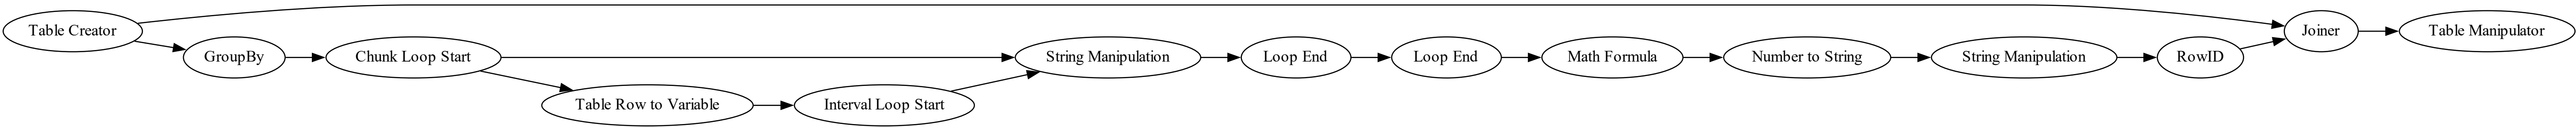 Table Creator
GroupBy
Chunk Loop Start
Table Row to Variable
Interval Loop Start
String Manipulation
Loop End
Loop End
Math Formula
Number to String
String Manipulation
RowID
Joiner
Table Manipulator